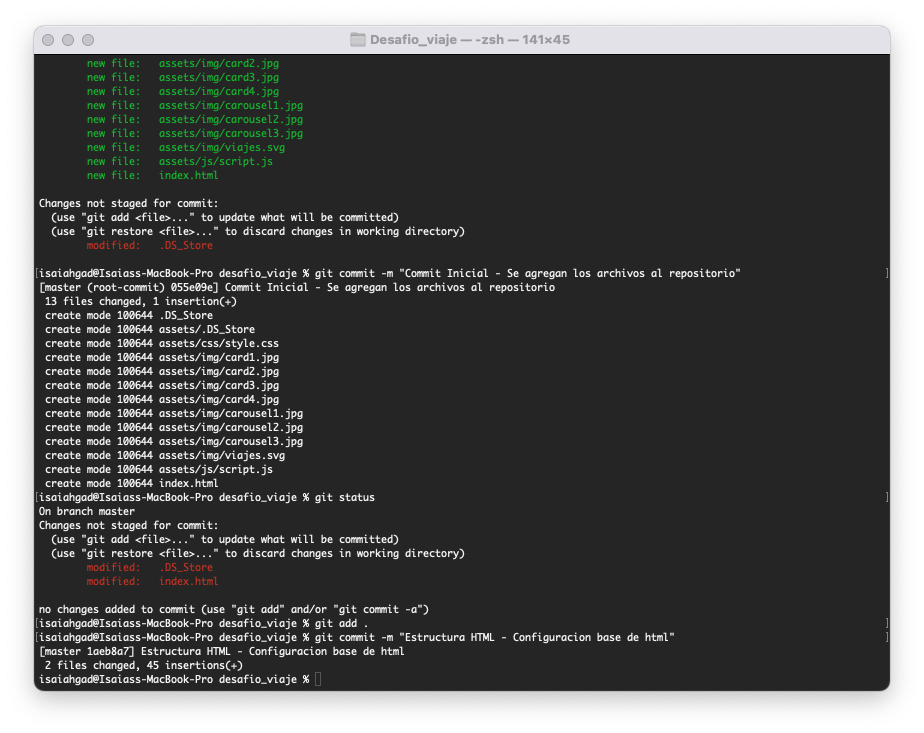 Desafio_viaje — -zsh — 141×45
new file:   assets/img/card2.jpg
new file:   assets/img/card3.jpg
new file:   assets/img/card4.jpg
new file:   assets/img/carousel1.jpg
new file:   assets/img/carousel2.jpg
new file:   assets/img/carousel3.jpg
new file:   assets/img/viajes.svg
new file:   assets/js/script.js
new file:   index.html
Changes not staged for commit:
(use "git add <file>..." to update what will be committed)
(use "git restore <file>..." to discard changes in working directory)
modified:   .DS_Store
[isaiahgad@Isaiass-MacBook-Pro desafio_viaje % git commit -m "Commit Inicial - Se agregan los archivos al repositorio" ]
[master (root-commit) 055e09e] Commit Inicial - Se agregan los archivos al repositorio
13 files changed, 1 insertion(+)
create mode 100644 .DS_Store
create mode 100644 assets/.DS_Store
create mode 100644 assets/css/style.css
create mode 100644 assets/img/card1.jpg
create mode 100644 assets/img/card2.jpg
create mode 100644 assets/img/card3.jpg
create mode 100644 assets/img/card4.jpg
create mode 100644 assets/img/carousel1.jpg
create mode 100644 assets/img/carousel2.jpg
create mode 100644 assets/img/carousel3.jpg
create mode 100644 assets/img/viajes.svg
create mode 100644 assets/js/script.js
create mode 100644 index.html
[isaiahgad@Isaiass-MacBook-Pro desafio_viaje % git status ]
On branch master
Changes not staged for commit:
(use "git add <file>..." to update what will be committed)
(use "git restore <file>..." to discard changes in working directory)
modified:   .DS_Store
modified:   index.html
no changes added to commit (use "git add" and/or "git commit -a")
[isaiahgad@Isaiass-MacBook-Pro desafio_viaje % git add . ]
[isaiahgad@Isaiass-MacBook-Pro desafio_viaje % git commit -m "Estructura HTML - Configuracion base de html" ]
[master 1aeb8a7] Estructura HTML - Configuracion base de html
2 files changed, 45 insertions(+)
isaiahgad@Isaiass-MacBook-Pro desafio_viaje %